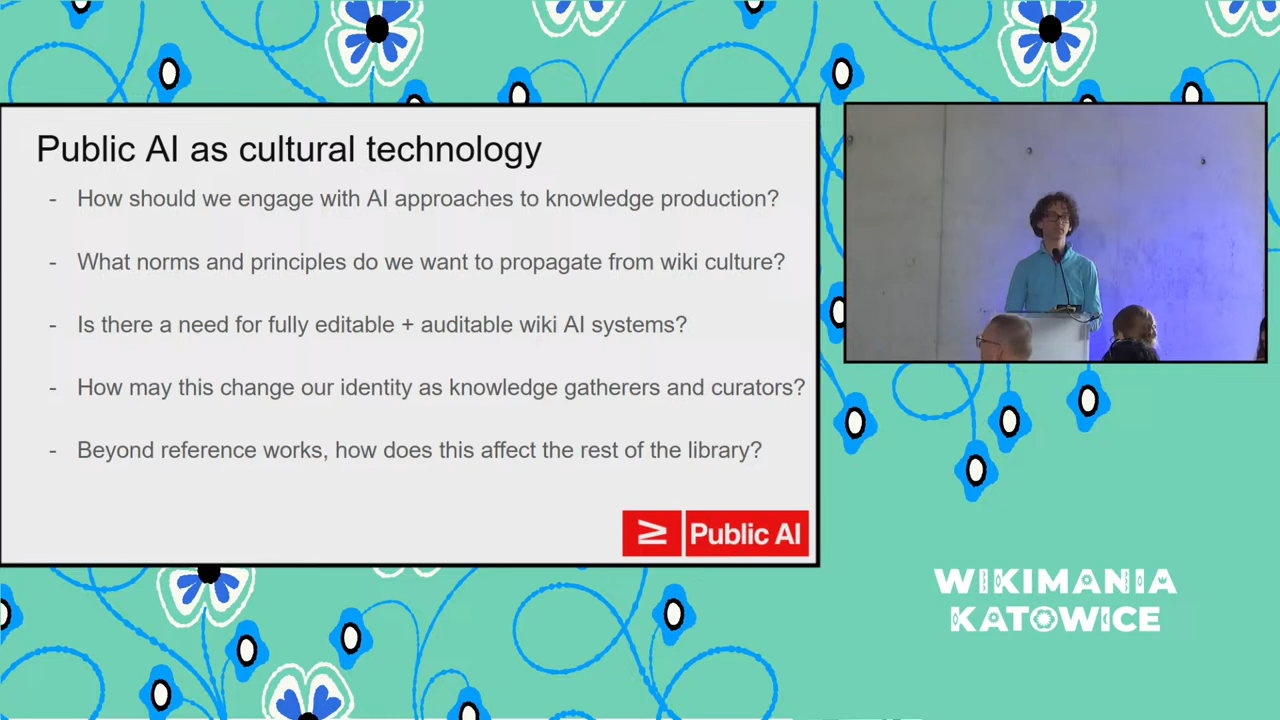 Public AI as cultural technology
- How should we engage with AI approaches to knowledge production?
- What norms and principles do we want to propagate from wiki culture?
- Is there a need for fully editable + auditable wiki AI systems?
- How may this change our identity as knowledge gatherers and curators?
- Beyond reference works, how does this affect the rest of the library?
≥ Public AI
WIKIMANIA
KATOWICE